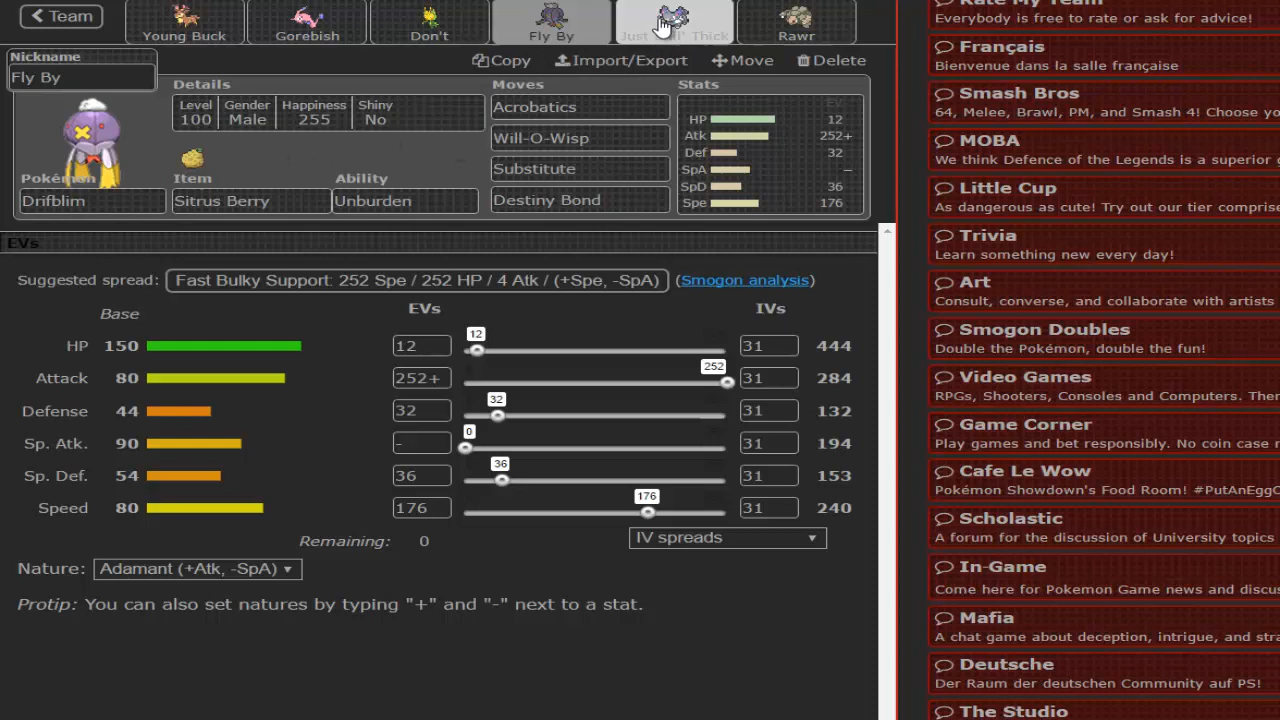 Team
Young Buck
Gorebish
Don't
Fly By
Just
Thick
Rawr
Nickname
Fly By
Copy
Import/Export
Move
Delete
Details
Level
100
Gender
Male
Happiness
255
Shiny
No
Pokémon
Drifblim
Item
Sitrus Berry
Ability
Unburden
Moves
Acrobatics
Will-O-Wisp
Substitute
Destiny Bond
Stats
EV
HP 12
Atk 252+
Def 32
SpA –
SpD 36
Spe 176
EVs
Suggested spread: Fast Bulky Support: 252 Spe / 252 HP / 4 Atk / (+Spe, -SpA) (Smogon analysis)
Base EVs IVs
HP 150 12 12 31 444
Attack 80 252+ 252 31 284
Defense 44 32 32 31 132
Sp. Atk. 90 - 0 31 194
Sp. Def. 54 36 36 31 153
Speed 80 176 176 31 240
Remaining: 0 IV spreads
Nature: Adamant (+Atk, -SpA)
Protip: You can also set natures by typing "+" and "-" next to a stat.
Rate My Team
Everybody is free to rate or ask for advice!
Français
Bienvenue dans la salle française
Smash Bros
64, Melee, Brawl, PM, and Smash 4! Choose yo
MOBA
We think Defence of the Legends is a superior g
Little Cup
As dangerous as cute! Try out our tier comprise
Trivia
Learn something new every day!
Art
Consult, converse, and collaborate with artists
Smogon Doubles
Double the Pokémon, double the fun!
Video Games
RPGs, Shooters, Consoles and Computers. Ther
Game Corner
Play games and bet responsibly. No coin case n
Cafe Le Wow
Pokémon Showdown's Food Room! #PutAnEggO
Scholastic
A forum for the discussion of University topics
In-Game
Come here for Pokemon Game news and discus
Mafia
A chat game about deception, intrigue, and stra
Deutsche
Der Raum der deutschen Community auf PS!
The Studio